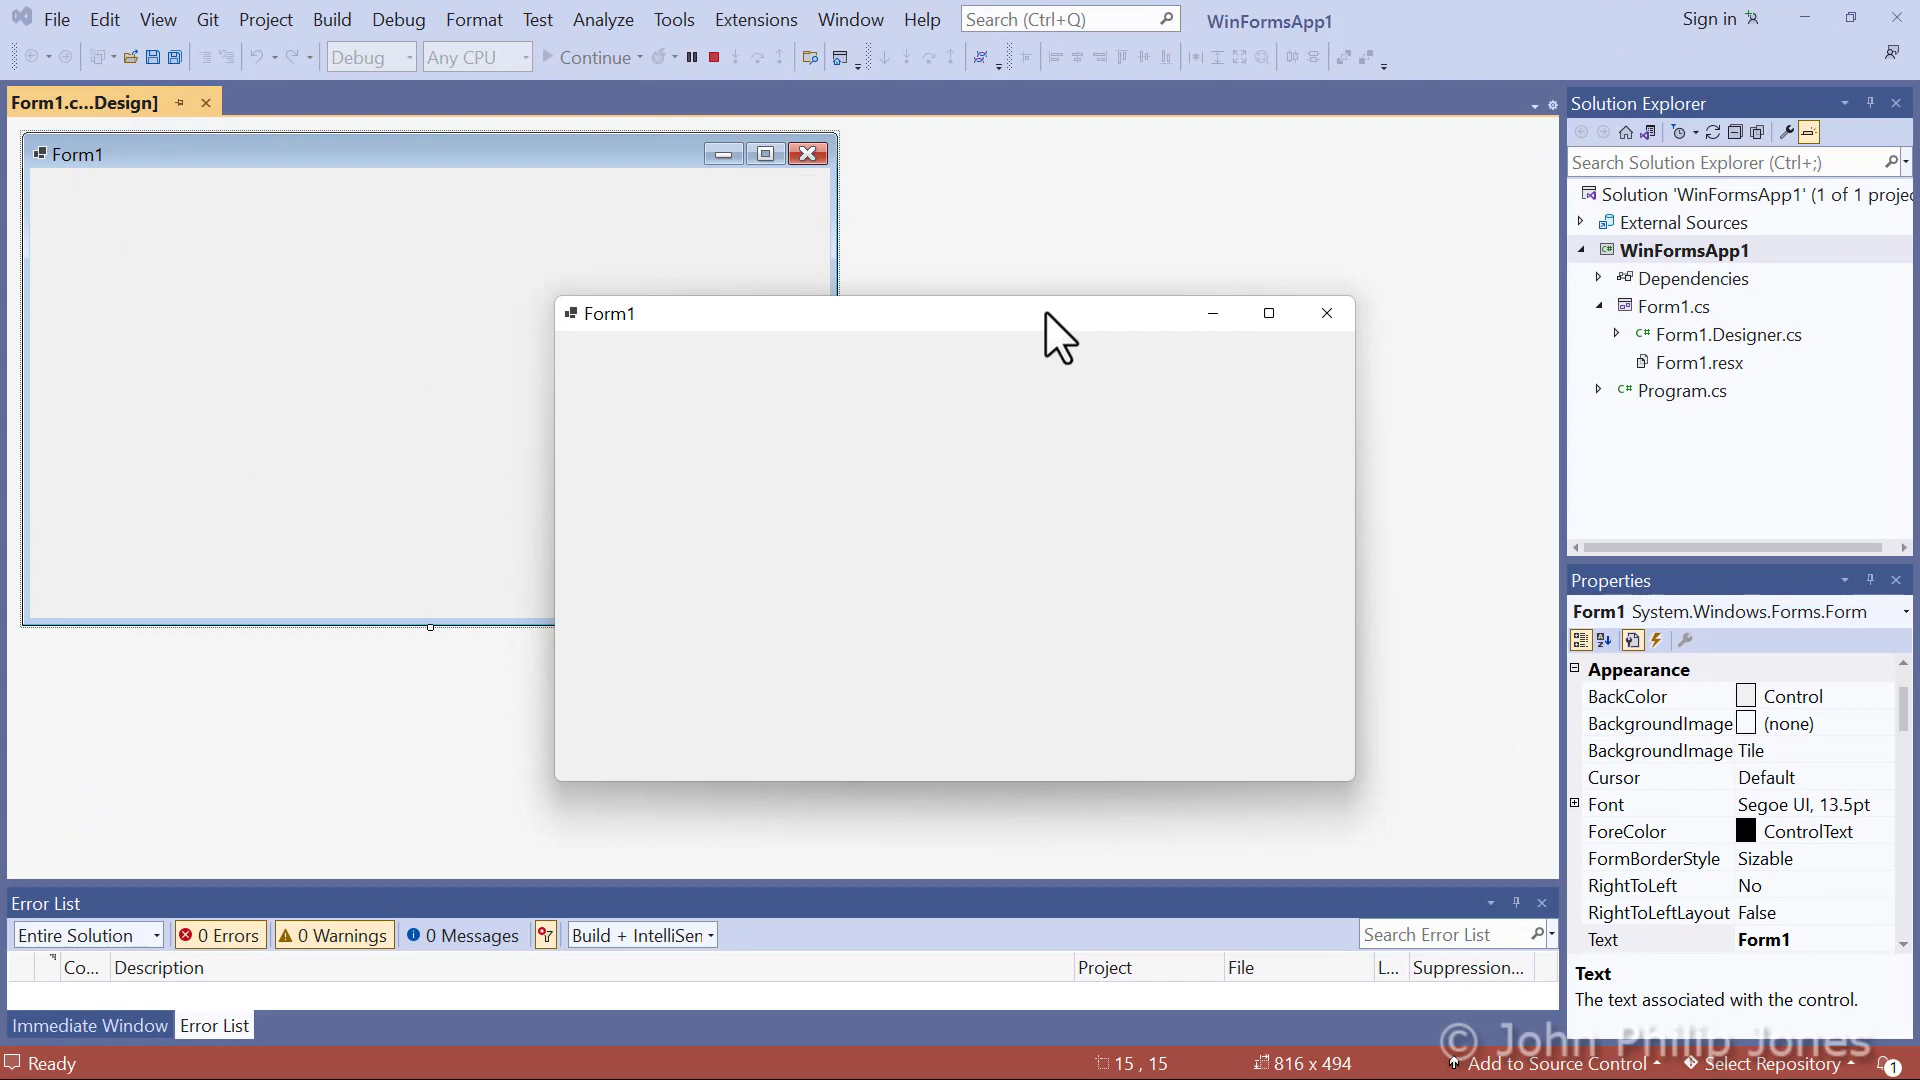 File Edit View Git Project Build Debug Format Test Analyze Tools Extensions Window Help Search (Ctrl+Q) WinFormsApp1 Sign in
Debug Any CPU Continue
Form1.c...Design]
Form1
Form1
Solution Explorer
Search Solution Explorer (Ctrl+;)
Solution 'WinFormsApp1' (1 of 1 projec
External Sources
WinFormsApp1
Dependencies
Form1.cs
Form1.Designer.cs
Form1.resx
Program.cs
Properties
Form1 System.Windows.Forms.Form
Appearance
BackColor Control
BackgroundImage (none)
BackgroundImage Tile
Cursor Default
Font Segoe UI, 13.5pt
ForeColor ControlText
FormBorderStyle Sizable
RightToLeft No
RightToLeftLayout False
Text Form1
Text
The text associated with the control.
Error List
Entire Solution 0 Errors 0 Warnings 0 Messages Build + IntelliSen Search Error List
Co... Description Project File L... Suppression...
Immediate Window Error List
© John Philip Jones
Ready 15 , 15 816 x 494 Add to Source Control Select Repository 1